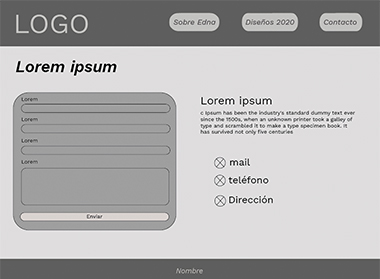 LOGO
Sobre Edna
Diseños 2020
Contacto
Lorem ipsum
Lorem
Lorem
Lorem
Lorem
Enviar
Lorem ipsum
c Ipsum has been the industry's standard dummy text ever
since the 1500s, when an unknown printer took a galley of
type and scrambled it to make a type specimen book. It
has survived not only five centuries
mail
teléfono
Dirección
Nombre